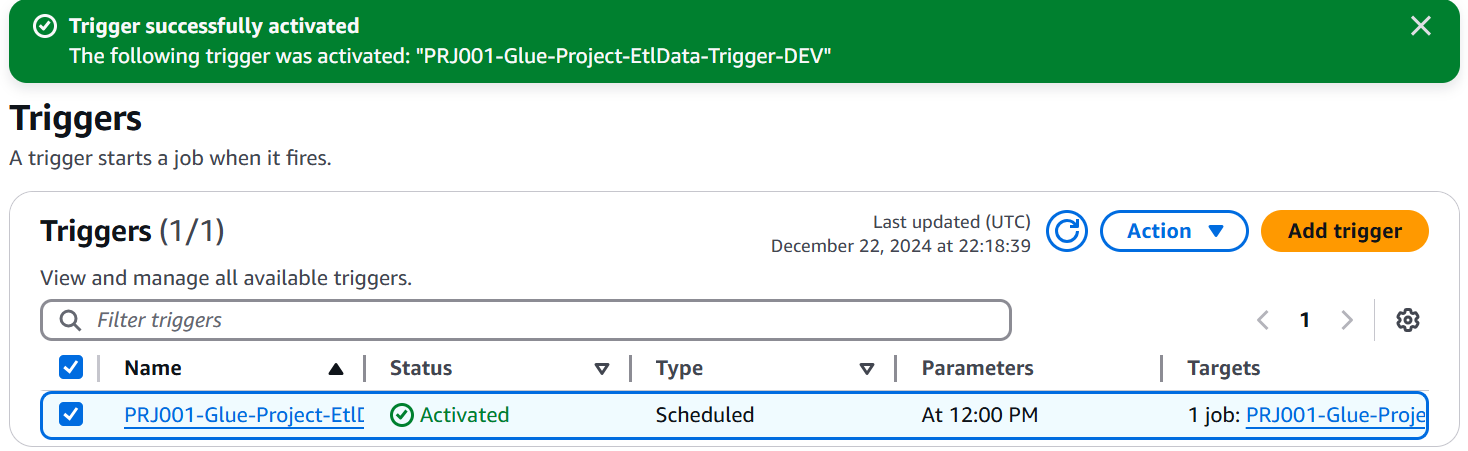 Trigger successfully activated
The following trigger was activated: "PRJ001-Glue-Project-EtlData-Trigger-DEV"
Triggers
A trigger starts a job when it fires.
Triggers (1/1)
Last updated (UTC)
December 22, 2024 at 22:18:39
Action
Add trigger
View and manage all available triggers.
Filter triggers
1
Name Status Type Parameters Targets
PRJ001-Glue-Project-Etl Activated Scheduled At 12:00 PM 1 job: PRJ001-Glue-Proje